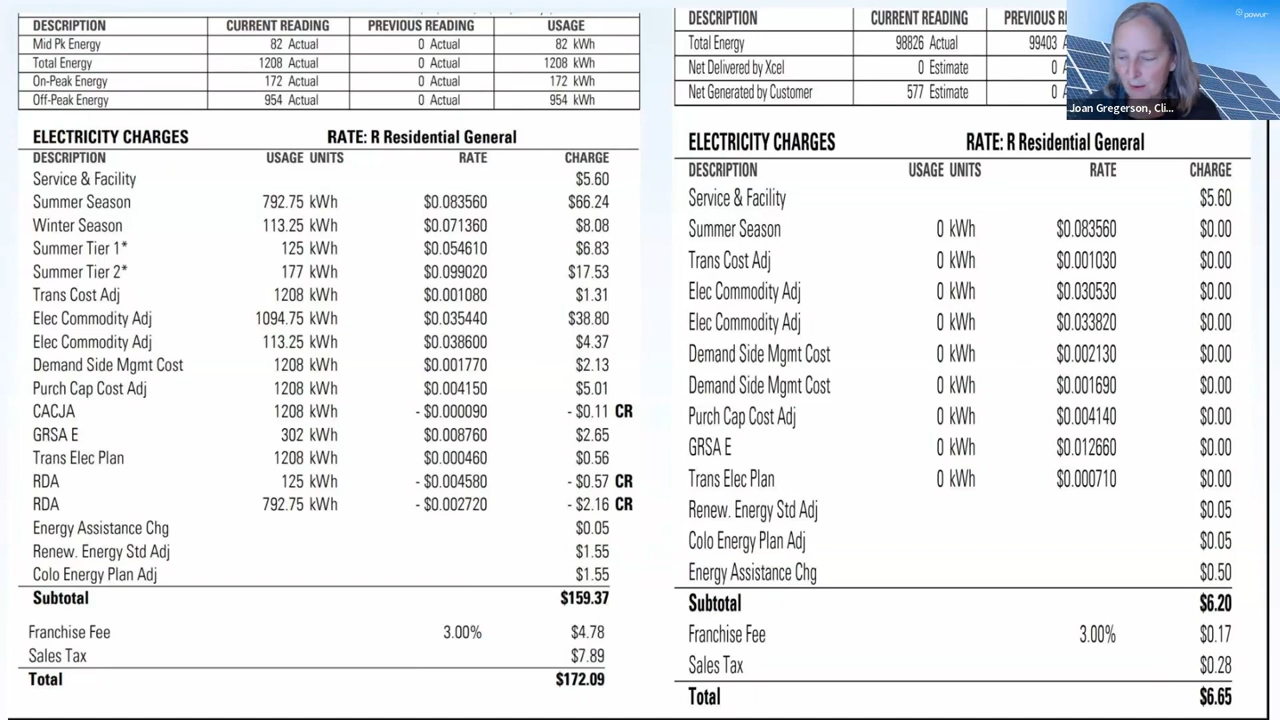 DESCRIPTION CURRENT READING PREVIOUS READING USAGE
Mid Pk Energy 82 Actual 0 Actual 82 kWh
Total Energy 1208 Actual 0 Actual 1208 kWh
On-Peak Energy 172 Actual 0 Actual 172 kWh
Off-Peak Energy 954 Actual 0 Actual 954 kWh
ELECTRICITY CHARGES RATE: R Residential General
DESCRIPTION USAGE UNITS RATE CHARGE
Service & Facility $5.60
Summer Season 792.75 kWh $0.083560 $66.24
Winter Season 113.25 kWh $0.071360 $8.08
Summer Tier 1* 125 kWh $0.054610 $6.83
Summer Tier 2* 177 kWh $0.099020 $17.53
Trans Cost Adj 1208 kWh $0.001080 $1.31
Elec Commodity Adj 1094.75 kWh $0.035440 $38.80
Elec Commodity Adj 113.25 kWh $0.038600 $4.37
Demand Side Mgmt Cost 1208 kWh $0.001770 $2.13
Purch Cap Cost Adj 1208 kWh $0.004150 $5.01
CACJA 1208 kWh - $0.000090 - $0.11 CR
GRSA E 302 kWh $0.008760 $2.65
Trans Elec Plan 1208 kWh $0.000460 $0.56
RDA 125 kWh - $0.004580 - $0.57 CR
RDA 792.75 kWh - $0.002720 - $2.16 CR
Energy Assistance Chg $0.05
Renew. Energy Std Adj $1.55
Colo Energy Plan Adj $1.55
Subtotal $159.37
Franchise Fee 3.00% $4.78
Sales Tax $7.89
Total $172.09
DESCRIPTION CURRENT READING PREVIOUS
Total Energy 98826 Actual 99403
Net Delivered by Xcel 0 Estimate 0
Net Generated by Customer 577 Estimate 0
powur
Joan Gregerson, Cli...
ELECTRICITY CHARGES RATE: R Residential General
DESCRIPTION USAGE UNITS RATE CHARGE
Service & Facility $5.60
Summer Season 0 kWh $0.083560 $0.00
Trans Cost Adj 0 kWh $0.001030 $0.00
Elec Commodity Adj 0 kWh $0.030530 $0.00
Elec Commodity Adj 0 kWh $0.033820 $0.00
Demand Side Mgmt Cost 0 kWh $0.002130 $0.00
Demand Side Mgmt Cost 0 kWh $0.001690 $0.00
Purch Cap Cost Adj 0 kWh $0.004140 $0.00
GRSA E 0 kWh $0.012660 $0.00
Trans Elec Plan 0 kWh $0.000710 $0.00
Renew. Energy Std Adj $0.05
Colo Energy Plan Adj $0.05
Energy Assistance Chg $0.50
Subtotal $6.20
Franchise Fee 3.00% $0.17
Sales Tax $0.28
Total $6.65